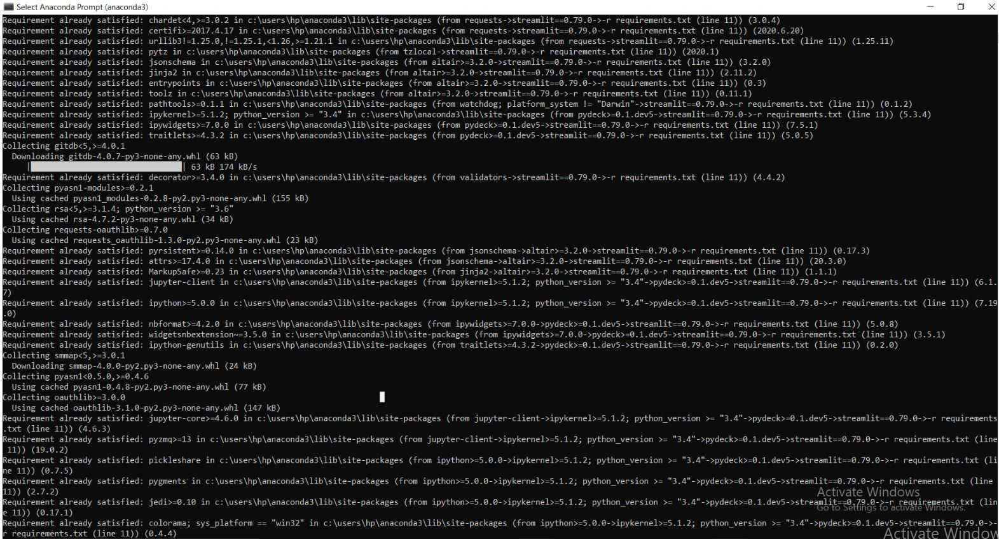 Select Anaconda Prompt (anaconda3)
Requirement already satisfied: chardet<4,>=3.0.2 in c:\users\hp\anaconda3\lib\site-packages (from requests->streamlit==0.79.0->-r requirements.txt (line 11)) (3.0.4)
Requirement already satisfied: certifi>=2017.4.17 in c:\users\hp\anaconda3\lib\site-packages (from requests->streamlit==0.79.0->-r requirements.txt (line 11)) (2020.6.20)
Requirement already satisfied: urllib3!=1.25.0,!=1.25.1,<1.26,>=1.21.1 in c:\users\hp\anaconda3\lib\site-packages (from requests->streamlit==0.79.0->-r requirements.txt (line 11)) (1.25.11)
Requirement already satisfied: pytz in c:\users\hp\anaconda3\lib\site-packages (from tzlocal->streamlit==0.79.0->-r requirements.txt (line 11)) (2020.1)
Requirement already satisfied: jsonschema in c:\users\hp\anaconda3\lib\site-packages (from altair>=3.2.0->streamlit==0.79.0->-r requirements.txt (line 11)) (3.2.0)
Requirement already satisfied: jinja2 in c:\users\hp\anaconda3\lib\site-packages (from altair>=3.2.0->streamlit==0.79.0->-r requirements.txt (line 11)) (2.11.2)
Requirement already satisfied: entrypoints in c:\users\hp\anaconda3\lib\site-packages (from altair>=3.2.0->streamlit==0.79.0->-r requirements.txt (line 11)) (0.3)
Requirement already satisfied: toolz in c:\users\hp\anaconda3\lib\site-packages (from altair>=3.2.0->streamlit==0.79.0->-r requirements.txt (line 11)) (0.11.1)
Requirement already satisfied: pathtools>=0.1.1 in c:\users\hp\anaconda3\lib\site-packages (from watchdog; platform_system != "Darwin"->streamlit==0.79.0->-r requirements.txt (line 11)) (0.1.2)
Requirement already satisfied: ipykernel>=5.1.2; python_version >= "3.4" in c:\users\hp\anaconda3\lib\site-packages (from pydeck>=0.1.dev5->streamlit==0.79.0->-r requirements.txt (line 11)) (5.3.4)
Requirement already satisfied: ipywidgets>=7.0.0 in c:\users\hp\anaconda3\lib\site-packages (from pydeck>=0.1.dev5->streamlit==0.79.0->-r requirements.txt (line 11)) (7.5.1)
Requirement already satisfied: traitlets>=4.3.2 in c:\users\hp\anaconda3\lib\site-packages (from pydeck>=0.1.dev5->streamlit==0.79.0->-r requirements.txt (line 11)) (5.0.5)
Collecting gitdb<5,>=4.0.1
Downloading gitdb-4.0.7-py3-none-any.whl (63 kB)
| | 63 kB 174 kB/s
Requirement already satisfied: decorator>=3.4.0 in c:\users\hp\anaconda3\lib\site-packages (from validators->streamlit==0.79.0->-r requirements.txt (line 11)) (4.4.2)
Collecting pyasn1-modules>=0.2.1
Using cached pyasn1_modules-0.2.8-py2.py3-none-any.whl (155 kB)
Collecting rsa<5,>=3.1.4; python_version >= "3.6"
Using cached rsa-4.7.2-py3-none-any.whl (34 kB)
Collecting requests-oauthlib>=0.7.0
Using cached requests_oauthlib-1.3.0-py2.py3-none-any.whl (23 kB)
Requirement already satisfied: pyrsistent>=0.14.0 in c:\users\hp\anaconda3\lib\site-packages (from jsonschema->altair>=3.2.0->streamlit==0.79.0->-r requirements.txt (line 11)) (0.17.3)
Requirement already satisfied: attrs>=17.4.0 in c:\users\hp\anaconda3\lib\site-packages (from jsonschema->altair>=3.2.0->streamlit==0.79.0->-r requirements.txt (line 11)) (20.3.0)
Requirement already satisfied: MarkupSafe>=0.23 in c:\users\hp\anaconda3\lib\site-packages (from jinja2->altair>=3.2.0->streamlit==0.79.0->-r requirements.txt (line 11)) (1.1.1)
Requirement already satisfied: jupyter-client in c:\users\hp\anaconda3\lib\site-packages (from ipykernel>=5.1.2; python_version >= "3.4"->pydeck>=0.1.dev5->streamlit==0.79.0->-r requirements.txt (line 11)) (6.1.
7)
Requirement already satisfied: ipython>=5.0.0 in c:\users\hp\anaconda3\lib\site-packages (from ipykernel>=5.1.2; python_version >= "3.4"->pydeck>=0.1.dev5->streamlit==0.79.0->-r requirements.txt (line 11)) (7.19
.0)
Requirement already satisfied: nbformat>=4.2.0 in c:\users\hp\anaconda3\lib\site-packages (from ipywidgets>=7.0.0->pydeck>=0.1.dev5->streamlit==0.79.0->-r requirements.txt (line 11)) (5.0.8)
Requirement already satisfied: widgetsnbextension~=3.5.0 in c:\users\hp\anaconda3\lib\site-packages (from ipywidgets>=7.0.0->pydeck>=0.1.dev5->streamlit==0.79.0->-r requirements.txt (line 11)) (3.5.1)
Requirement already satisfied: ipython-genutils in c:\users\hp\anaconda3\lib\site-packages (from traitlets>=4.3.2->pydeck>=0.1.dev5->streamlit==0.79.0->-r requirements.txt (line 11)) (0.2.0)
Collecting smmap<5,>=3.0.1
Downloading smmap-4.0.0-py2.py3-none-any.whl (24 kB)
Collecting pyasn1<0.5.0,>=0.4.6
Using cached pyasn1-0.4.8-py2.py3-none-any.whl (77 kB)
Collecting oauthlib>=3.0.0
Using cached oauthlib-3.1.0-py2.py3-none-any.whl (147 kB)
Requirement already satisfied: jupyter-core>=4.6.0 in c:\users\hp\anaconda3\lib\site-packages (from jupyter-client->ipykernel>=5.1.2; python_version >= "3.4"->pydeck>=0.1.dev5->streamlit==0.79.0->-r requirements
.txt (line 11)) (4.6.3)
Requirement already satisfied: pyzmq>=13 in c:\users\hp\anaconda3\lib\site-packages (from jupyter-client->ipykernel>=5.1.2; python_version >= "3.4"->pydeck>=0.1.dev5->streamlit==0.79.0->-r requirements.txt (line
11)) (19.0.2)
Requirement already satisfied: pickleshare in c:\users\hp\anaconda3\lib\site-packages (from ipython>=5.0.0->ipykernel>=5.1.2; python_version >= "3.4"->pydeck>=0.1.dev5->streamlit==0.79.0->-r requirements.txt (li
ne 11)) (0.7.5)
Requirement already satisfied: pygments in c:\users\hp\anaconda3\lib\site-packages (from ipython>=5.0.0->ipykernel>=5.1.2; python_version >= "3.4"->pydeck>=0.1.dev5->streamlit==0.79.0->-r requirements.txt (line
11)) (2.7.2)
Activate Windows
Requirement already satisfied: jedi>=0.10 in c:\users\hp\anaconda3\lib\site-packages (from ipython>=5.0.0->ipykernel>=5.1.2; python_version >= "3.4"->pydeck>=0.1.dev5->streamlit==0.79.0->-r requirements.txt (lin
Go to Settings to activate Windows.
e 11)) (0.17.1)
Requirement already satisfied: colorama; sys_platform == "win32" in c:\users\hp\anaconda3\lib\site-packages (from ipython>=5.0.0->ipykernel>=5.1.2; python_version >= "3.4"->pydeck>=0.1.dev5->streamlit==0.79.0->-
r requirements.txt (line 11)) (0.4.4)
Activate Window